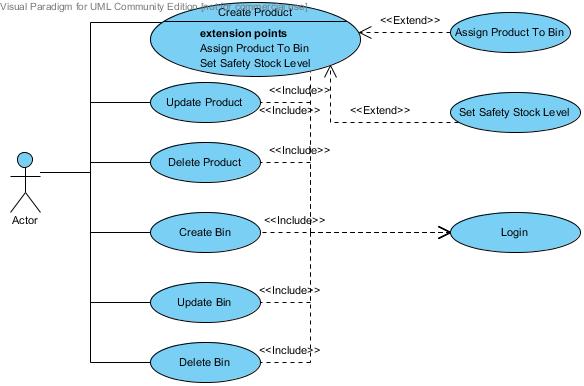 Visual Paradigm for UML Community Edition [not for commercial use]
Create Product
<<Extend>>
extension points
Assign Product To Bin
Assign Product To Bin
Set Safety Stock Level
<<Include>>
Update Product
<<Include>>
<<Extend>>
Set Safety Stock Level
<<Include>>
Delete Product
Actor
<<Include>>
Create Bin
Login
<<Include>>
Update Bin
<<Include>>
Delete Bin